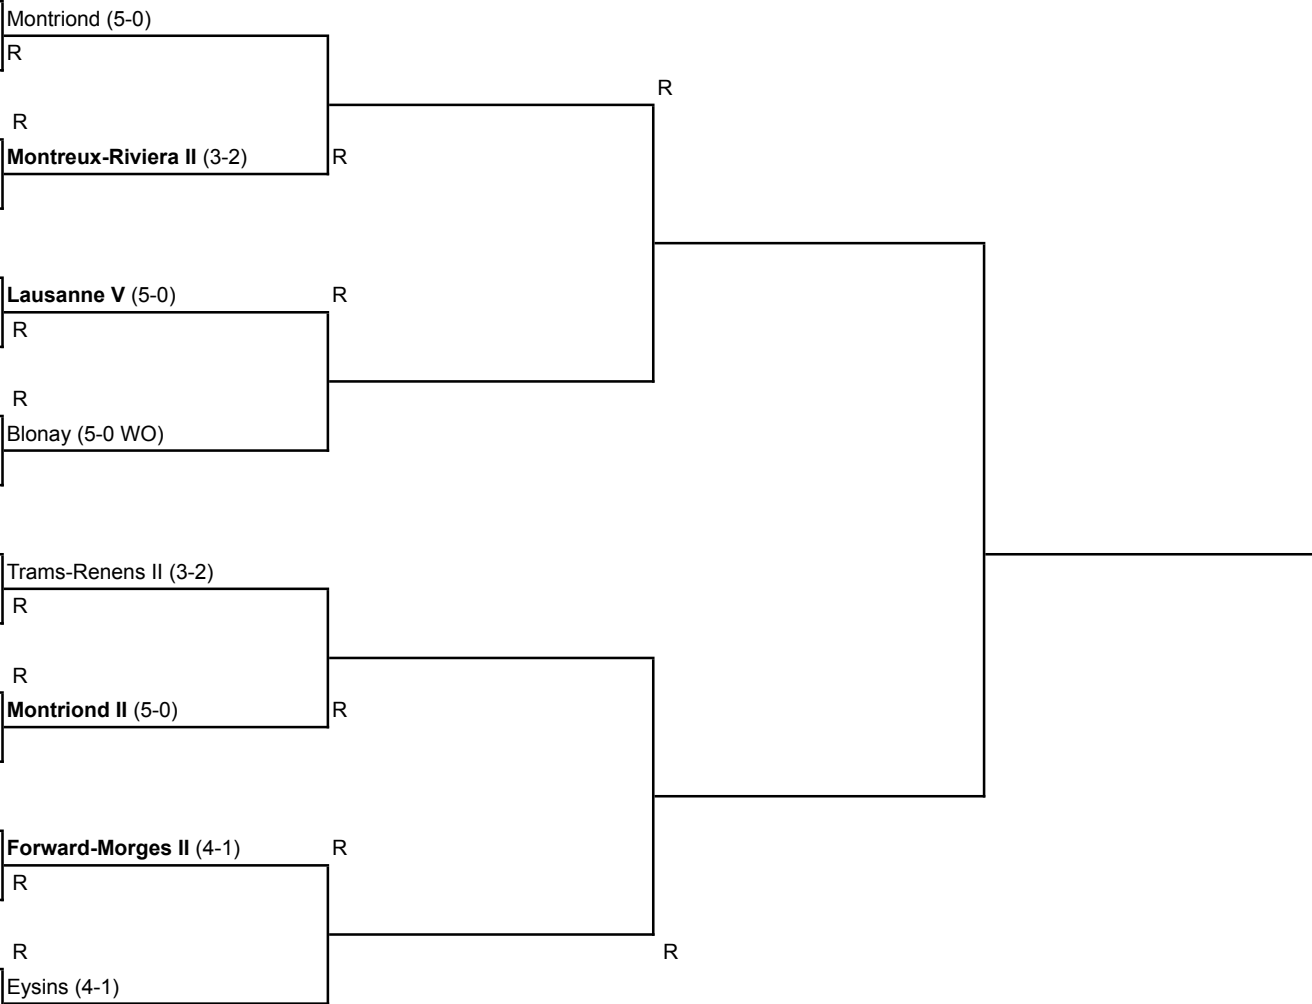 Montriond (5-0)
R
R
R
Montreux-Riviera II (3-2)
R
Lausanne V (5-0)
R
R
R
Blonay (5-0 WO)
Trams-Renens II (3-2)
R
R
Montriond II (5-0)
R
Forward-Morges II (4-1)
R
R
R
R
Eysins (4-1)